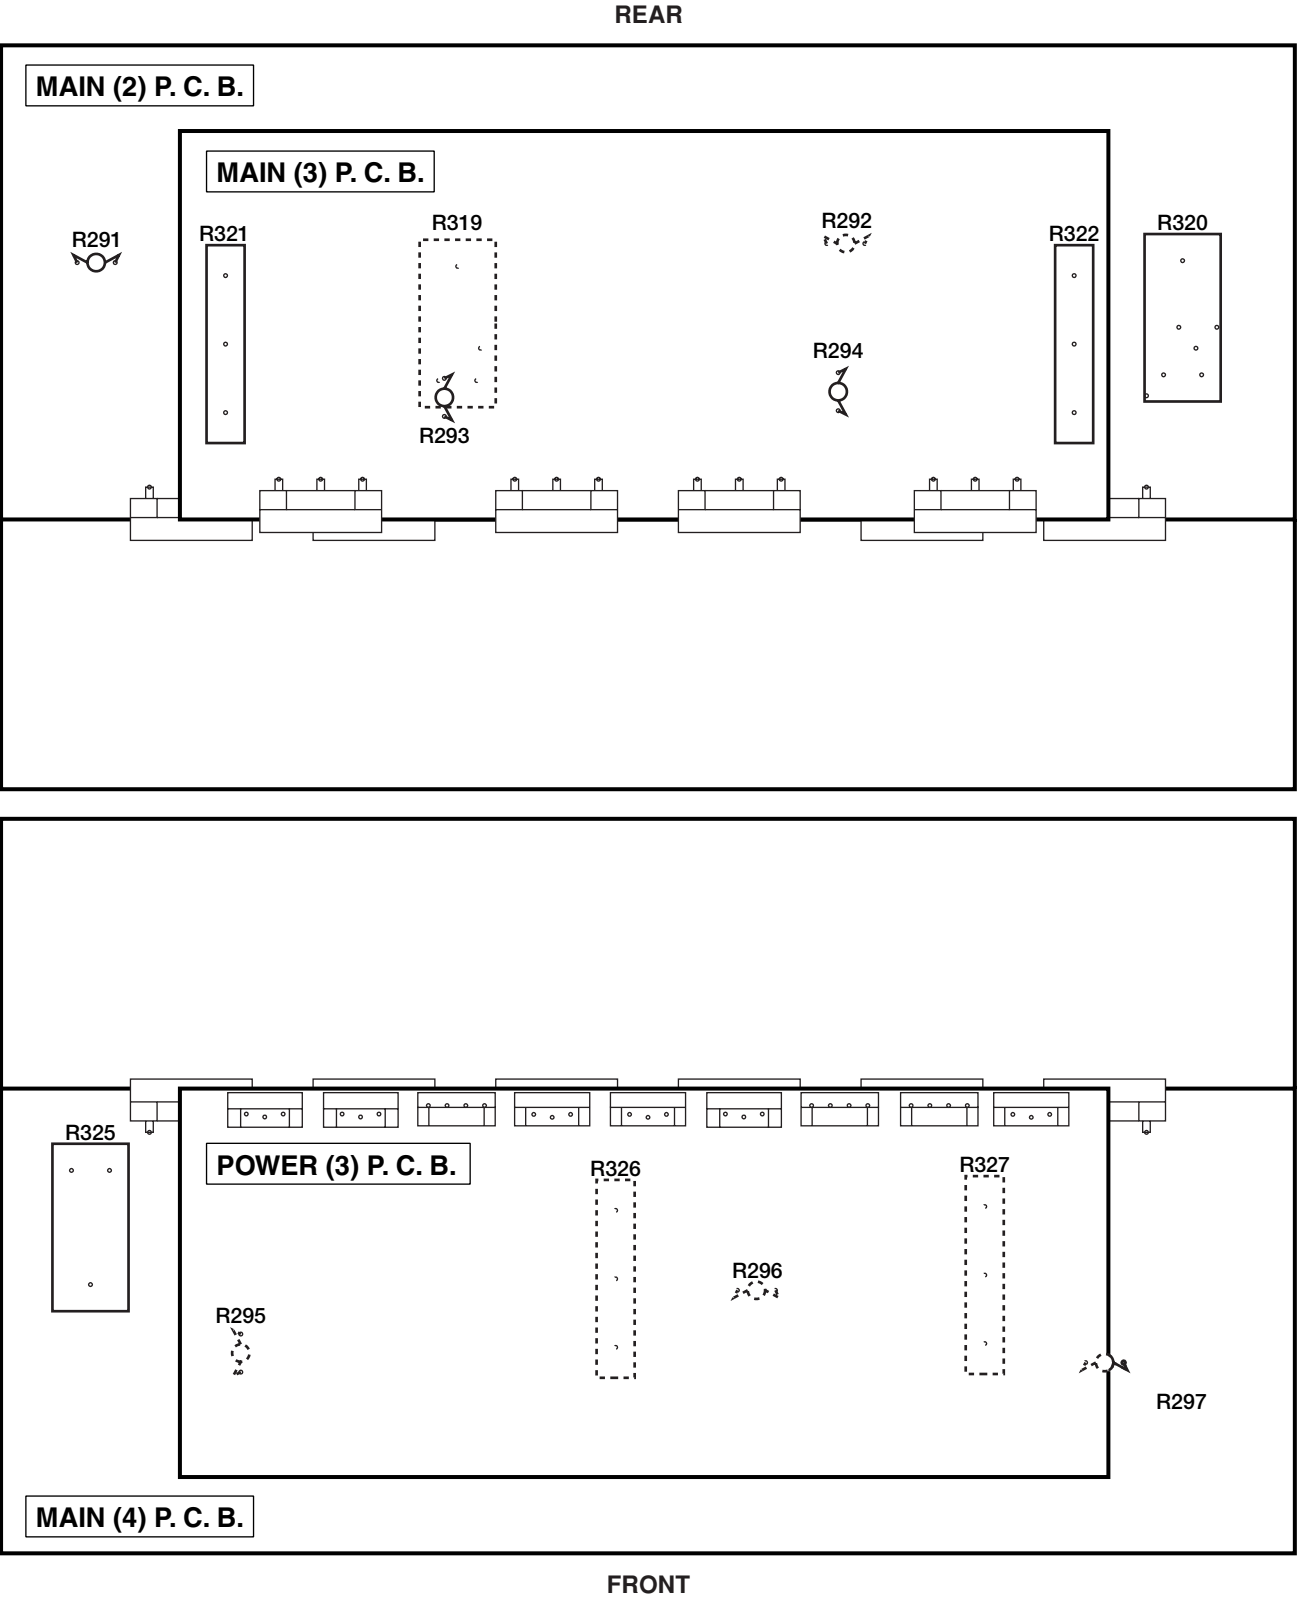 REAR
MAIN (2) P. C. B.
MAIN (3) P. C. B.
R291
R321
R319
R292
R322
R320
R294
R293
R325
POWER (3) P. C. B.
R326
R327
R296
R295
R297
MAIN (4) P. C. B.
FRONT